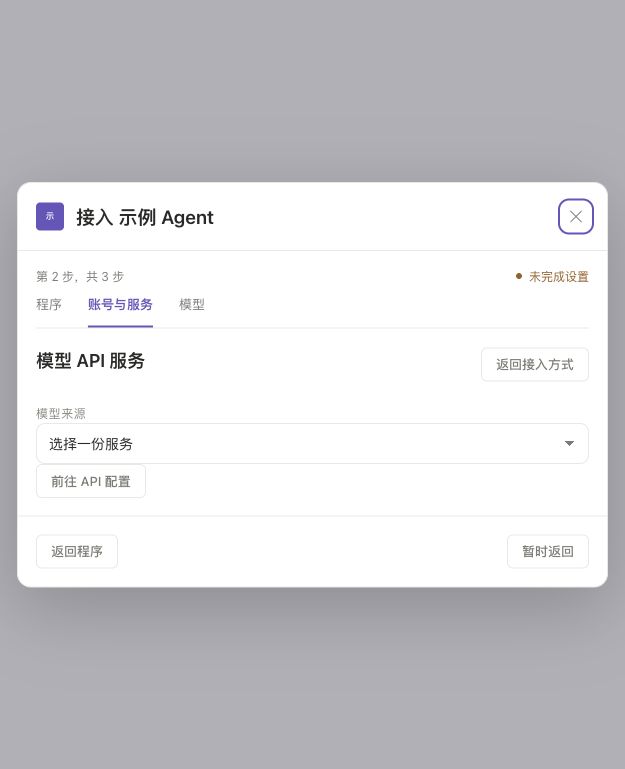 示
接入 示例 Agent
第 2 步，共 3 步
未完成设置
程序
账号与服务
模型
模型 API 服务
返回接入方式
模型来源
选择一份服务
前往 API 配置
返回程序
暂时返回